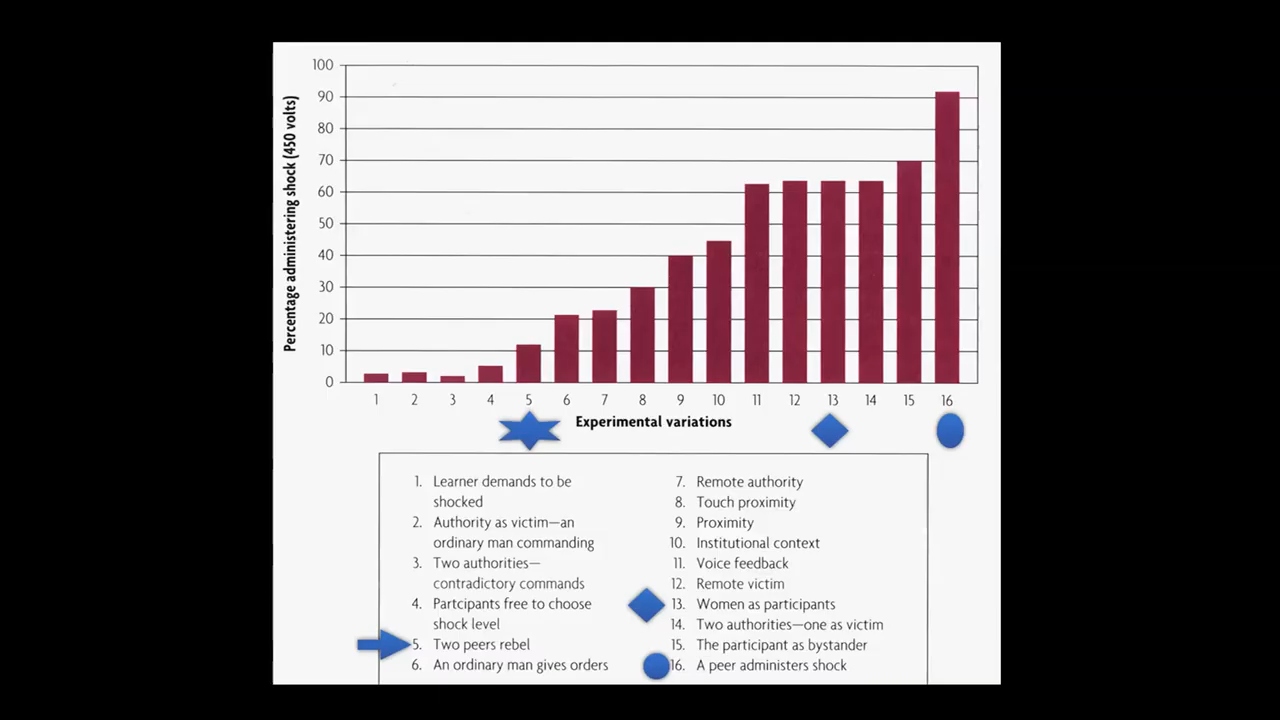 100
90
80
70
60
50
40
30
20
10
0
Percentage administering shock (450 volts)
1 2 3 4 5 6 7 8 9 10 11 12 13 14 15 16
Experimental variations
1. Learner demands to be
shocked
2. Authority as victim—an
ordinary man commanding
3. Two authorities—
contradictory commands
4. Partcipants free to choose
shock level
5. Two peers rebel
6. An ordinary man gives orders
7. Remote authority
8. Touch proximity
9. Proximity
10. Institutional context
11. Voice feedback
12. Remote victim
13. Women as participants
14. Two authorities—one as victim
15. The participant as bystander
16. A peer administers shock